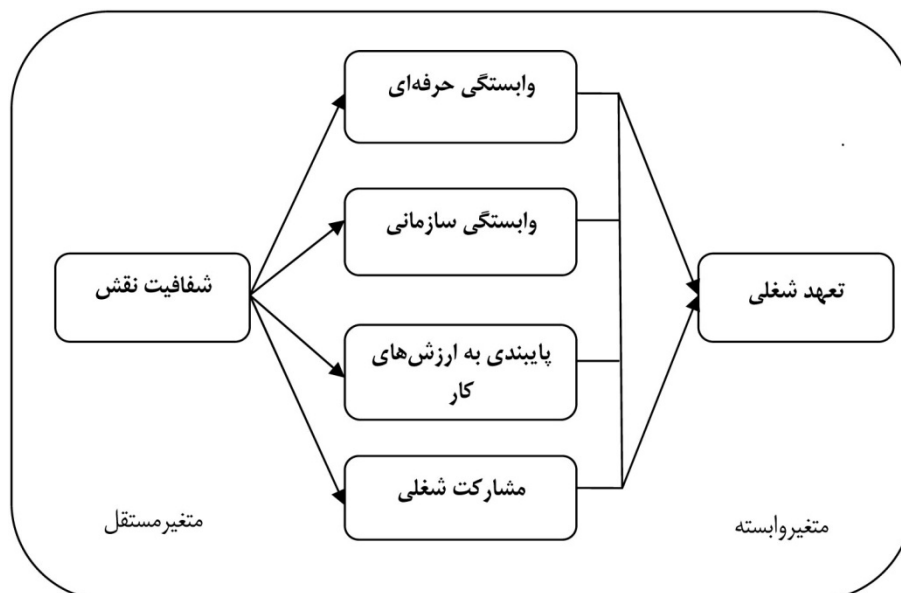 وابستگی حرفه‌ای
وابستگی سازمانی
شفافیت نقش
تعهد شغلی
پایبندی به ارزش‌های
کار
مشارکت شغلی
متغیرمستقل
متغیروابسته